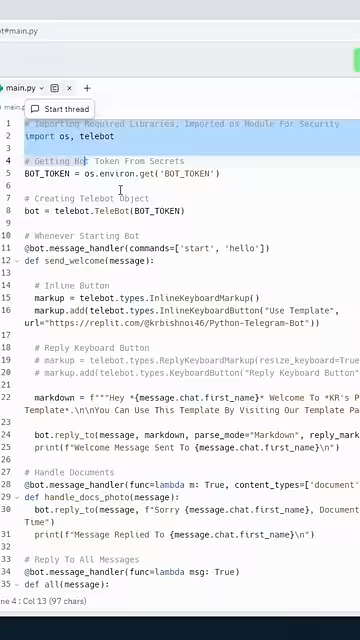 ot#main.py
main.py
main.p
Start thread
1 # Importing Required Libraries, Imported os Module For Security
2 import os, telebot
3
4 # Getting Bot Token From Secrets
5 BOT_TOKEN = os.environ.get('BOT_TOKEN')
6
7 # Creating Telebot Object
8 bot = telebot.TeleBot(BOT_TOKEN)
9
10 # Whenever Starting Bot
11 @bot.message_handler(commands=['start', 'hello'])
12 def send_welcome(message):
13
14 # Inline Button
15 markup = telebot.types.InlineKeyboardMarkup()
16 markup.add(telebot.types.InlineKeyboardButton("Use Template",
url="https://replit.com/@krbishnoi46/Python-Telegram-Bot"))
17
18 # Reply Keyboard Button
19 # markup = telebot.types.ReplyKeyboardMarkup(resize_keyboard=True
20 # markup.add(telebot.types.KeyboardButton("Reply Keyboard Button"
21
22 markdown = f"""Hey *{message.chat.first_name}* Welcome To *KR's P
Template*.\n\nYou Can Use This Template By Visiting Our Template Pa
23
24 bot.reply_to(message, markdown, parse_mode="Markdown", reply_mark
25 print(f"Welcome Message Sent To {message.chat.first_name}\n")
26
27 # Handle Documents
28 @bot.message_handler(func=lambda m: True, content_types=['document'
29 def handle_docs_photo(message):
30 bot.reply_to(message, f"Sorry {message.chat.first_name}, Document
Time")
31 print(f"Message Replied To {message.chat.first_name}\n")
32
33 # Reply To All Messages
34 @bot.message_handler(func=lambda msg: True)
35 def all(message):
ne 4 : Col 13 (97 chars)